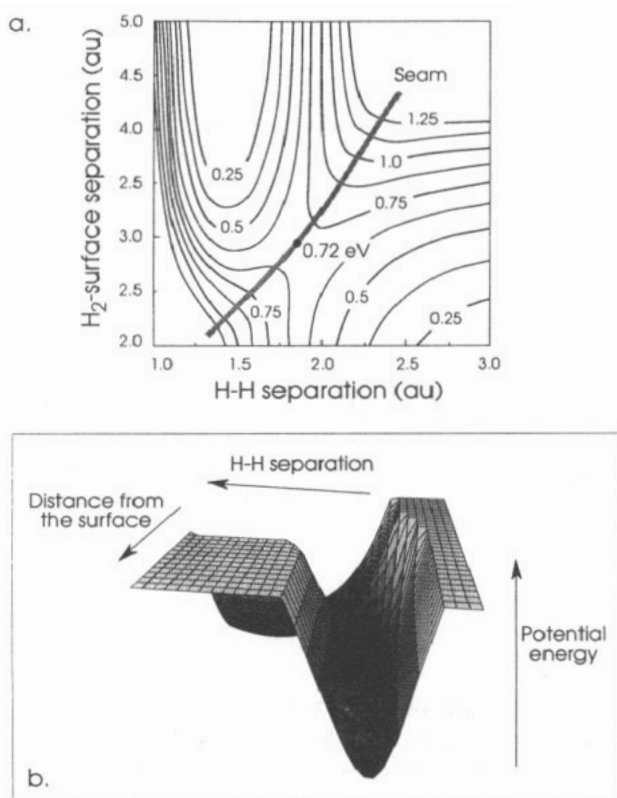 a.
5.0
4.5
4.0
3.5
3.0
2.5
2.0
H₂-surface separation (au)
Seam
1.25
1.0
0.75
0.72 eV
0.5
0.25
0.25
0.5
0.75
1.0
1.5
2.0
2.5
3.0
H-H separation (au)
H-H separation
Distance from
the surface
Potential
energy
b.